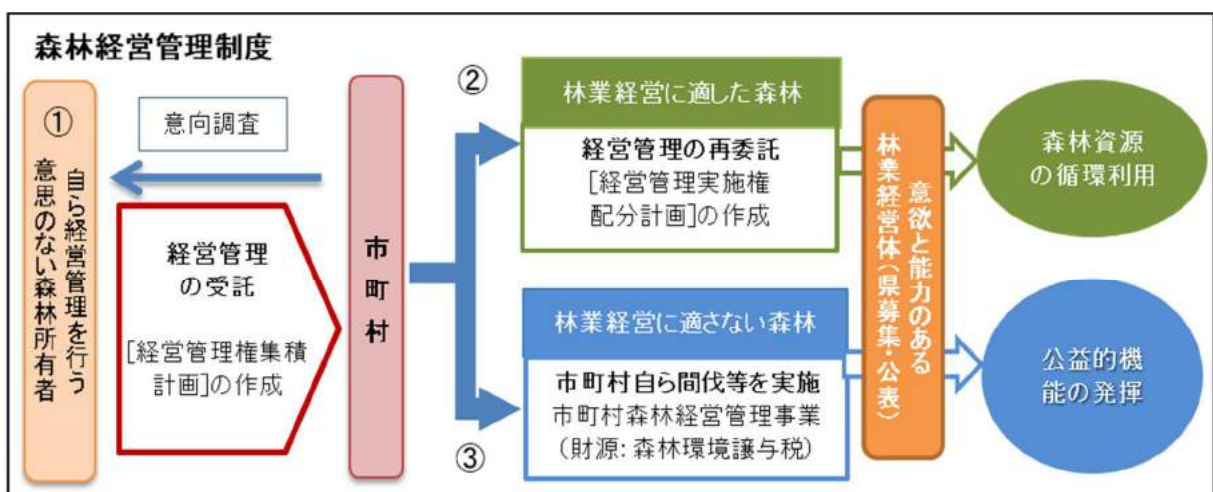 森林経営管理制度
①
自ら経営管理を行う
意思のない森林所有者
意向調査
経営管理
の受託
[経営管理権集積
計画]の作成
市町村
②
林業経営に適した森林
経営管理の再委託
[経営管理実施権
配分計画]の作成
③
林業経営に適さない森林
市町村自ら間伐等を実施
市町村森林経営管理事業
(財源:森林環境譲与税)
意欲と能力のある
林業経営体(県募集・公表)
森林資源
の循環利用
公益的機
能の発揮